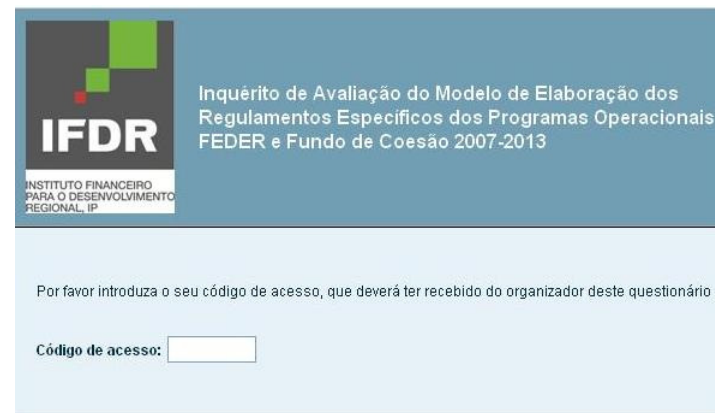 IFDR
INSTITUTO FINANCEIRO
PARA O DESENVOLVIMENTO
REGIONAL, IP
Inquérito de Avaliação do Modelo de Elaboração dos
Regulamentos Específicos dos Programas Operacionais
FEDER e Fundo de Coesão 2007-2013
Por favor introduza o seu código de acesso, que deverá ter recebido do organizador deste questionário
Código de acesso: